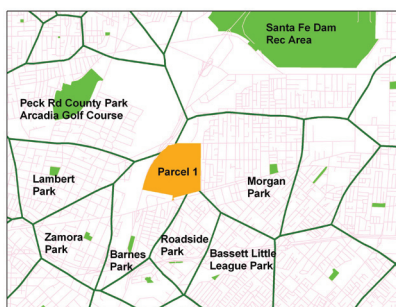 Santa Fe Dam
Rec Area
Peck Rd County Park
Arcadia Golf Course
Parcel 1
Lambert
Park
Morgan
Park
Zamora
Park
Barnes
Park
Roadside
Park
Bassett Little
League Park